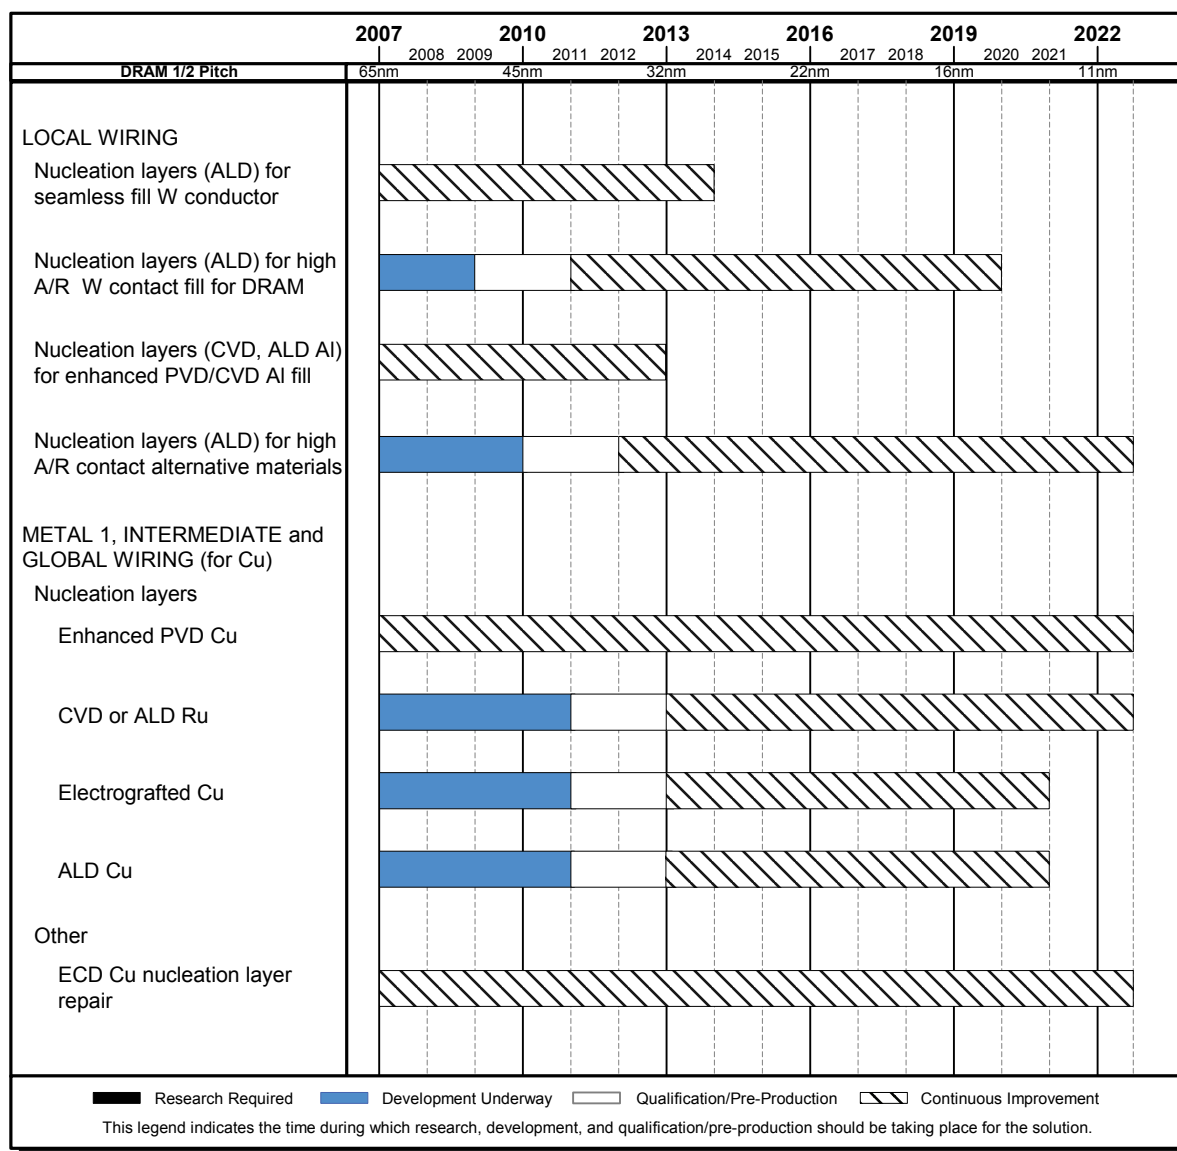 2007 2010 2013 2016 2019 2022
2008 2009 2011 2012 2014 2015 2017 2018 2020 2021
DRAM 1/2 Pitch 65nm 45nm 32nm 22nm 16nm 11nm
LOCAL WIRING
Nucleation layers (ALD) for
seamless fill W conductor
Nucleation layers (ALD) for high
A/R W contact fill for DRAM
Nucleation layers (CVD, ALD Al)
for enhanced PVD/CVD Al fill
Nucleation layers (ALD) for high
A/R contact alternative materials
METAL 1, INTERMEDIATE and
GLOBAL WIRING (for Cu)
Nucleation layers
Enhanced PVD Cu
CVD or ALD Ru
Electrografted Cu
ALD Cu
Other
ECD Cu nucleation layer
repair
Research Required Development Underway Qualification/Pre-Production Continuous Improvement
This legend indicates the time during which research, development, and qualification/pre-production should be taking place for the solution.